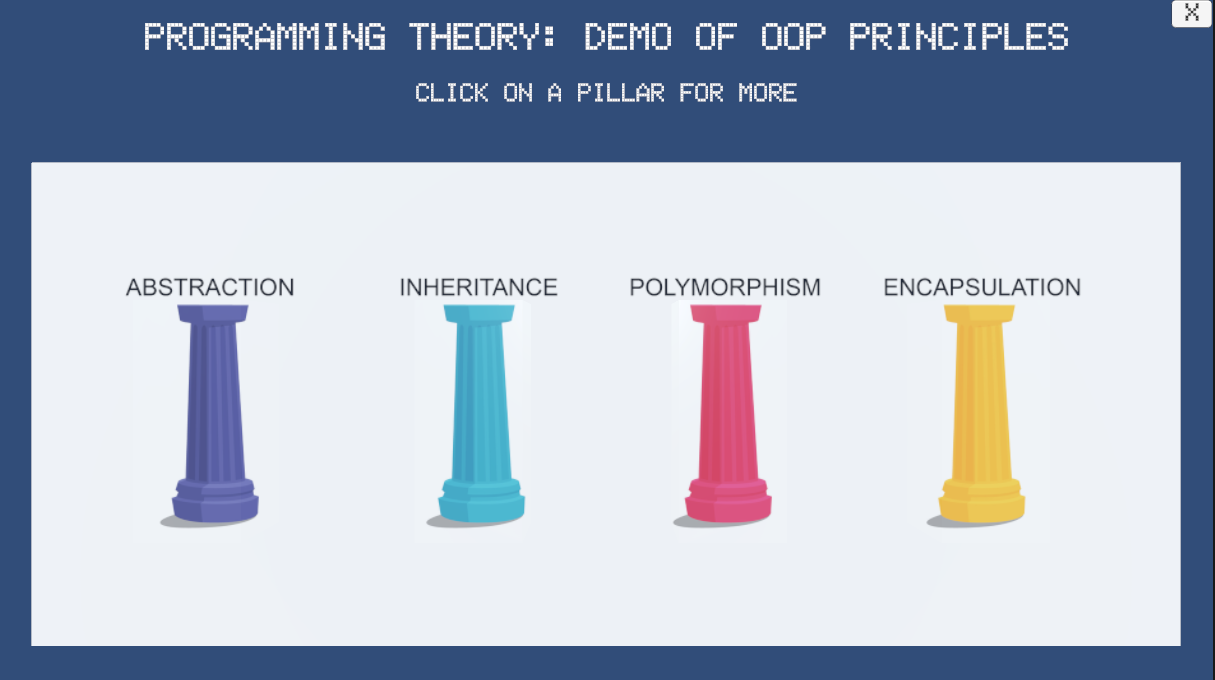 X
PROGRAMMING THEORY: DEMO OF OOP PRINCIPLES
CLICK ON A PILLAR FOR MORE
ABSTRACTION INHERITANCE POLYMORPHISM ENCAPSULATION